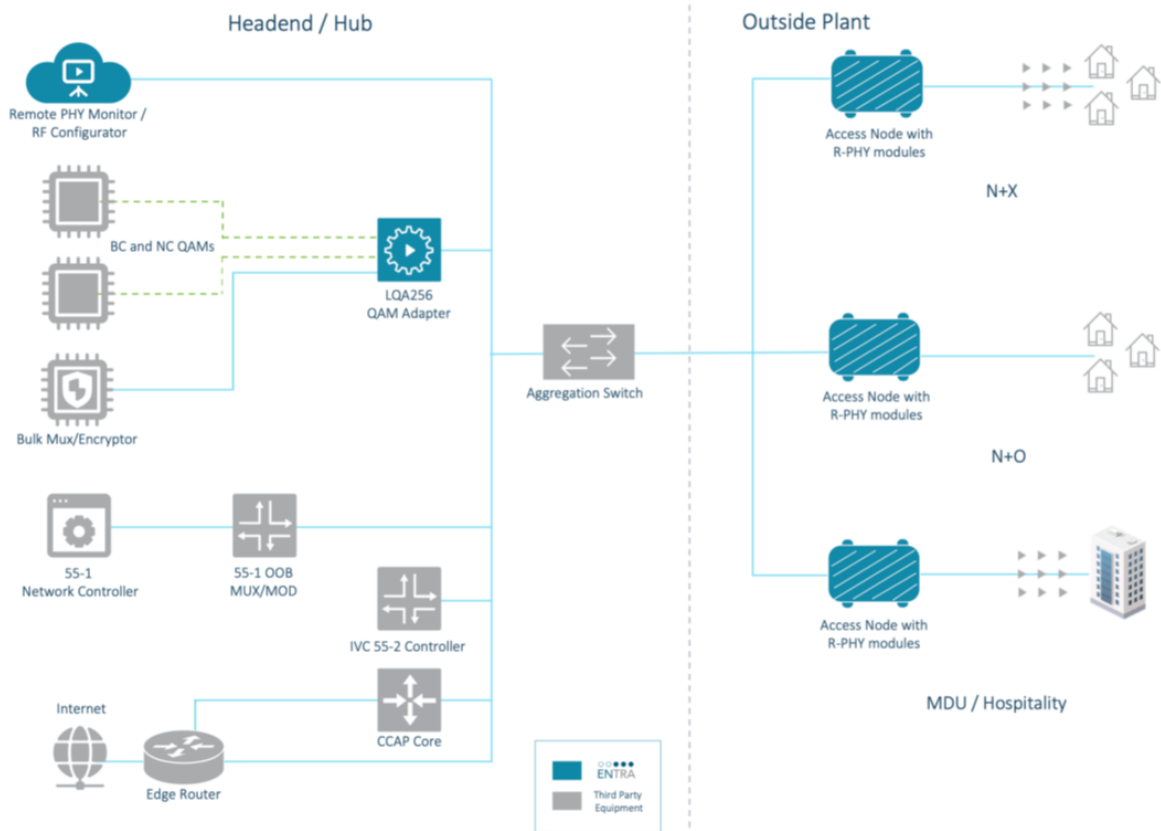 Headend / Hub
Outside Plant
Remote PHY Monitor /
RF Configurator
BC and NC QAMs
LQA256
QAM Adapter
Bulk Mux/Encryptor
Aggregation Switch
55-1
Network Controller
55-1 OOB
MUX/MOD
IVC 55-2 Controller
CCAP Core
Internet
Edge Router
ENTRA
Third Party
Equipment
Access Node with
R-PHY modules
N+X
Access Node with
R-PHY modules
N+O
Access Node with
R-PHY modules
MDU / Hospitality